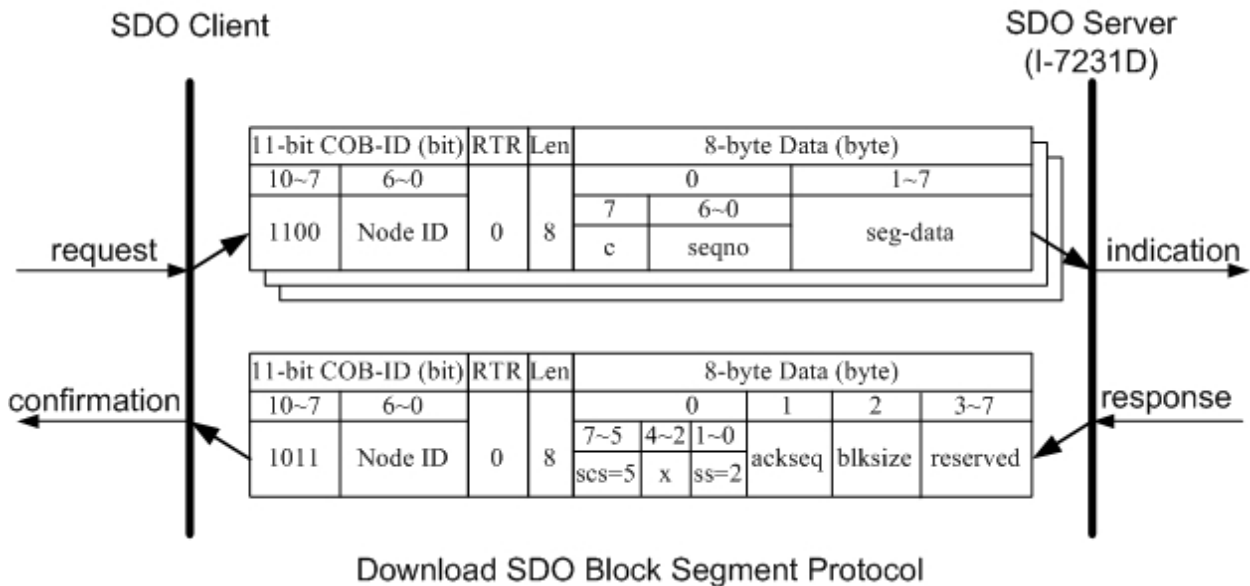 SDO Client
SDO Server
(I-7231D)
11-bit COB-ID (bit) RTR Len 8-byte Data (byte)
10~7 6~0 0 1~7
7 6~0
1100 Node ID 0 8 seg-data
c seqno
request
indication
11-bit COB-ID (bit) RTR Len 8-byte Data (byte)
10~7 6~0 0 1 2 3~7
confirmation
response
7~5 4~2 1~0
1011 Node ID 0 8 ackseq blksize reserved
scs=5 x ss=2
Download SDO Block Segment Protocol